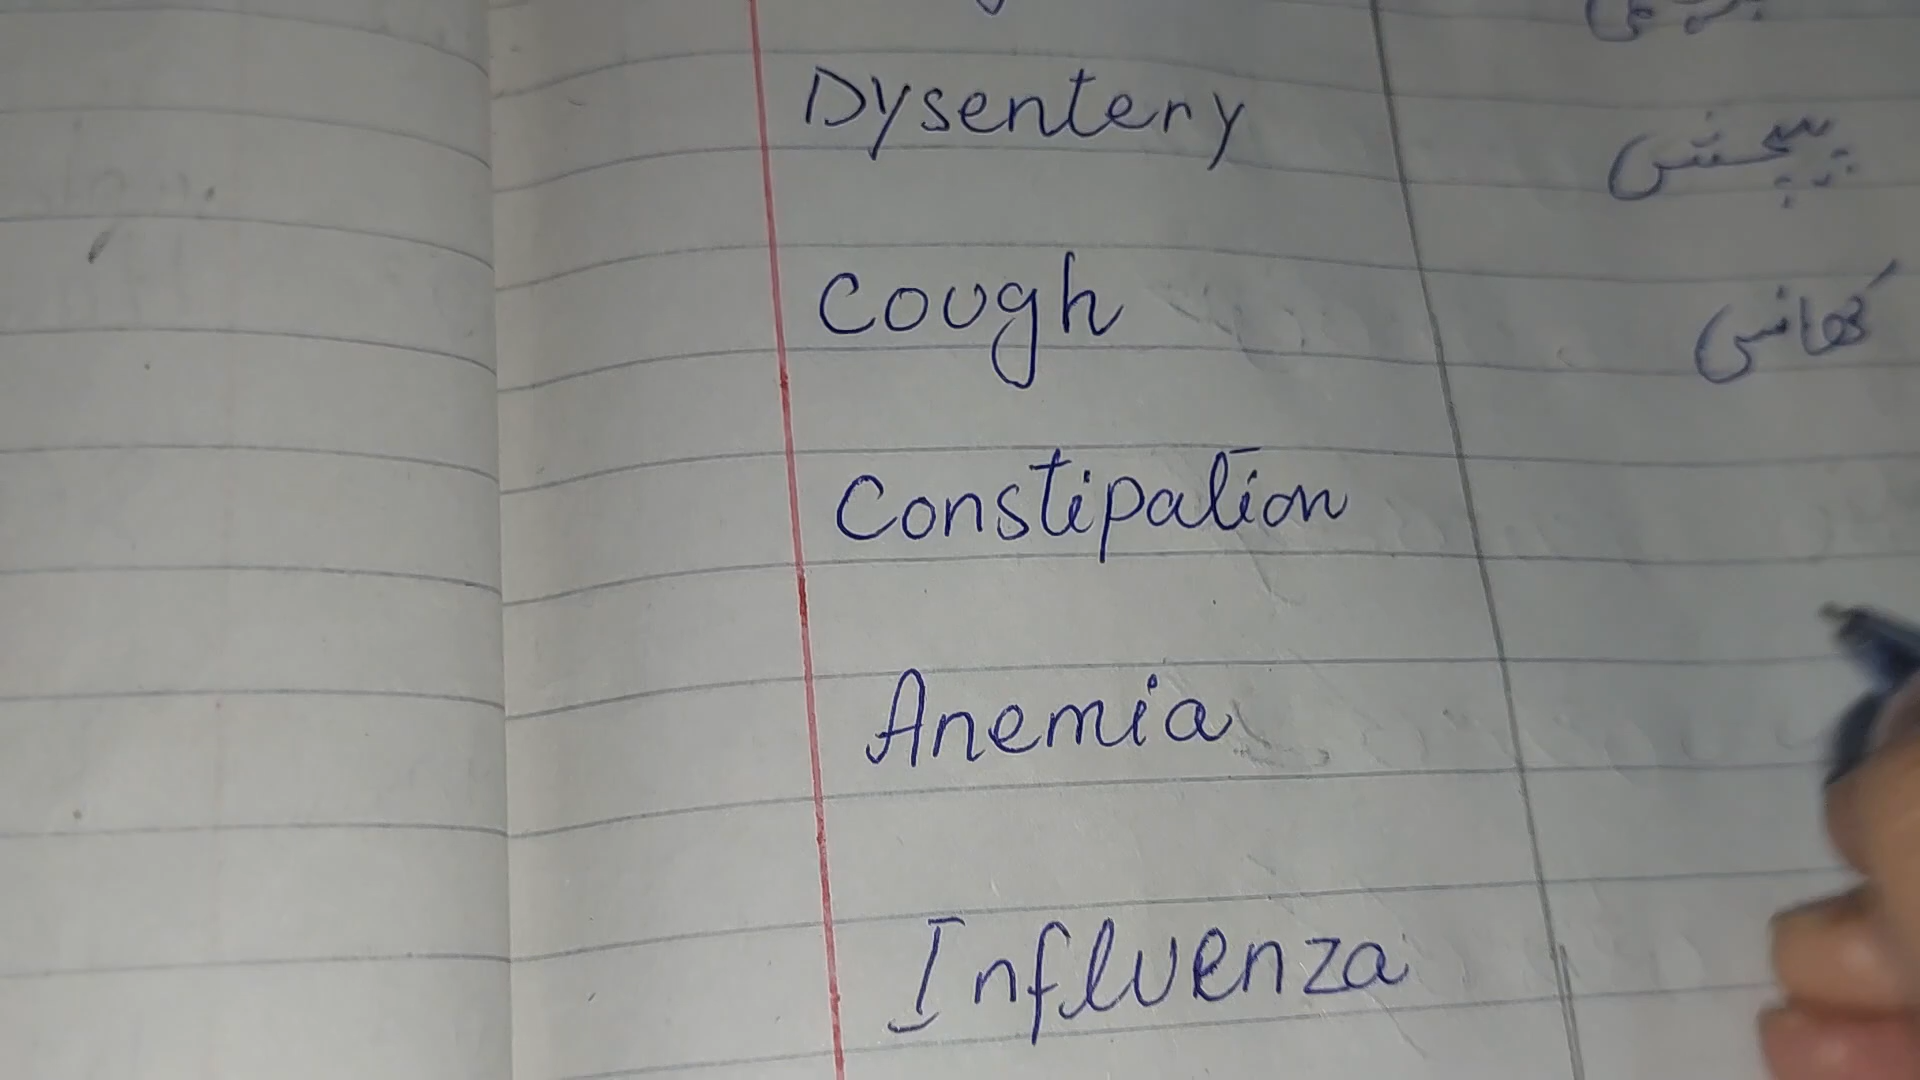 Dysentery پیچش
Cough کھانسی
Constipation
Anemia
Influenza